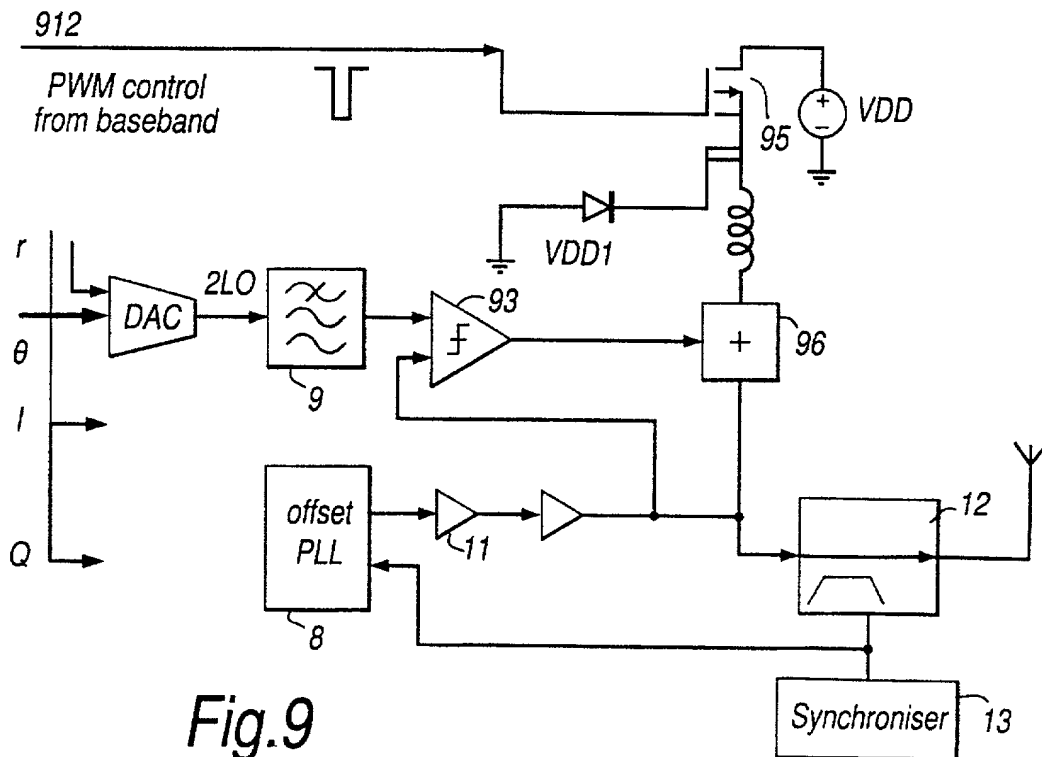 912
PWM control
from baseband
95
+
−
VDD
VDD1
r
DAC
2LO
93
θ
9
+
96
I
offset
PLL
11
12
Q
8
Synchroniser
13
Fig.9